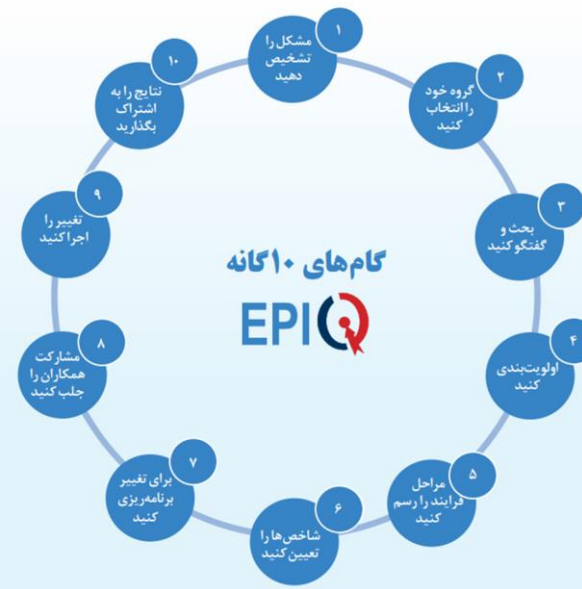 ۱
مشکل را
تشخیص
دهید
۲
گروه خود
را انتخاب
کنید
۳
بحث و
گفتگو کنید
۴
اولویت‌بندی
کنید
۵
مراحل
فرایند را رسم
کنید
۶
شاخص‌ها را
تعیین کنید
۷
برای تغییر
برنامه‌ریزی
کنید
۸
مشارکت
همکاران را
جلب کنید
۹
تغییر را
اجرا کنید
۱۰
نتایج را به
اشتراک
بگذارید
گام‌های ۱۰گانه
EPIQ